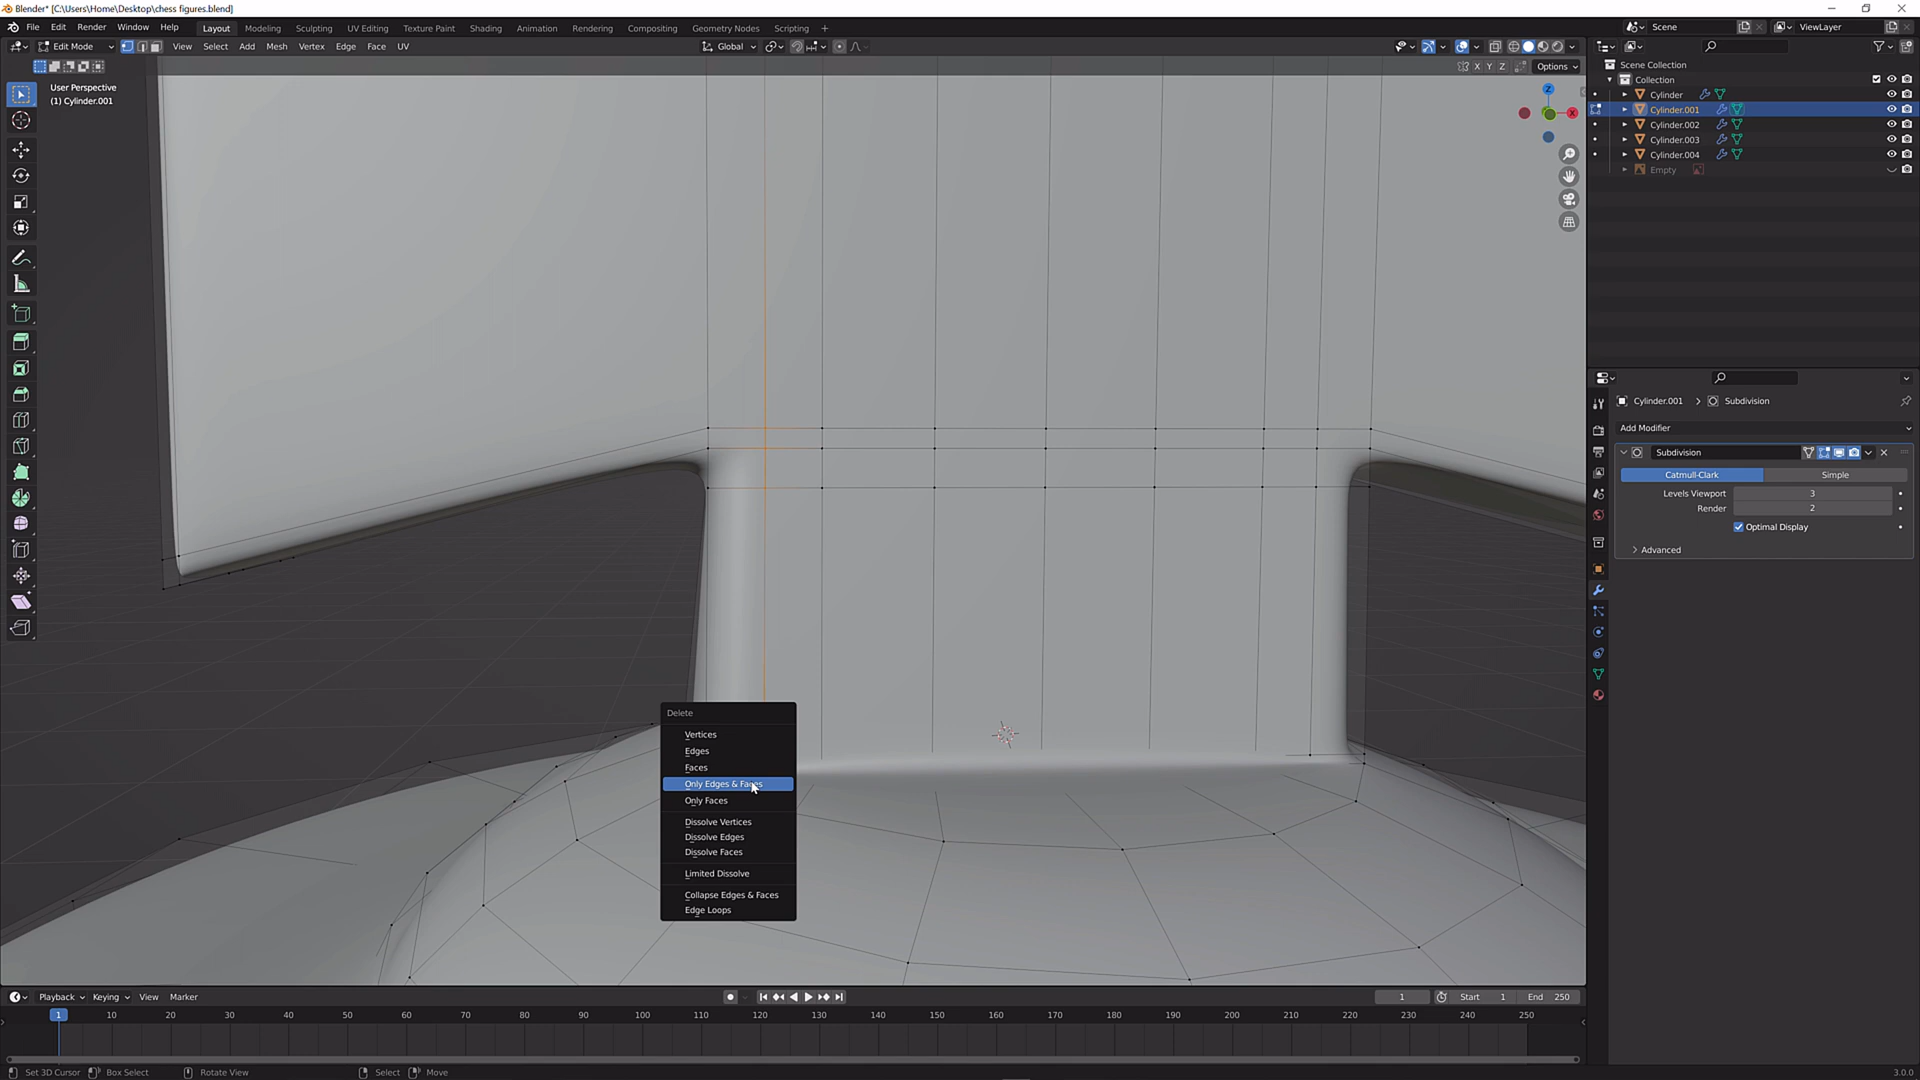 Blender* [C:\Users\Home\Desktop\chess figures.blend]
File Edit Render Window Help Layout Modeling Sculpting UV Editing Texture Paint Shading Animation Rendering Compositing Geometry Nodes Scripting + Scene ViewLayer
Edit Mode View Select Add Mesh Vertex Edge Face UV Global
X Y Z Options
User Perspective
(1) Cylinder.001
Z
X
Scene Collection
Collection
Cylinder
Cylinder.001
Cylinder.002
Cylinder.003
Cylinder.004
Empty
Cylinder.001 > Subdivision
Add Modifier
Subdivision
Catmull-Clark Simple
Levels Viewport 3
Render 2
Optimal Display
Advanced
Delete
Vertices
Edges
Faces
Only Edges & Faces
Only Faces
Dissolve Vertices
Dissolve Edges
Dissolve Faces
Limited Dissolve
Collapse Edges & Faces
Edge Loops
Playback Keying View Marker 1 Start 1 End 250
1 10 20 30 40 50 60 70 80 90 100 110 120 130 140 150 160 170 180 190 200 210 220 230 240 250
Set 3D Cursor Box Select Rotate View Select Move 3.0.0